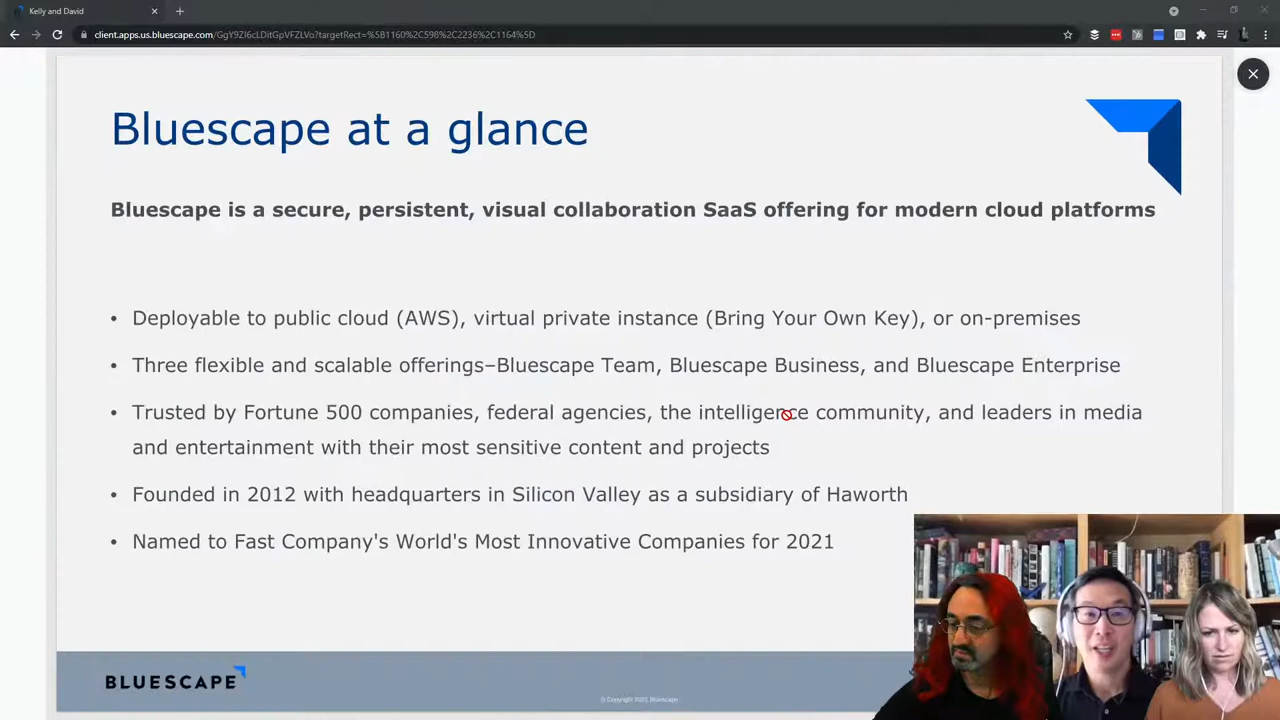 Kelly and David
client.apps.us.bluescape.com/GgY9ZI6cLDitGpVFZLVo?targetRect=%5B1160%2C598%2C2236%2C1164%5D
Bluescape at a glance
Bluescape is a secure, persistent, visual collaboration SaaS offering for modern cloud platforms
• Deployable to public cloud (AWS), virtual private instance (Bring Your Own Key), or on-premises
• Three flexible and scalable offerings–Bluescape Team, Bluescape Business, and Bluescape Enterprise
• Trusted by Fortune 500 companies, federal agencies, the intelligence community, and leaders in media
and entertainment with their most sensitive content and projects
• Founded in 2012 with headquarters in Silicon Valley as a subsidiary of Haworth
• Named to Fast Company's World's Most Innovative Companies for 2021
BLUESCAPE
© Copyright 2021 Bluescape